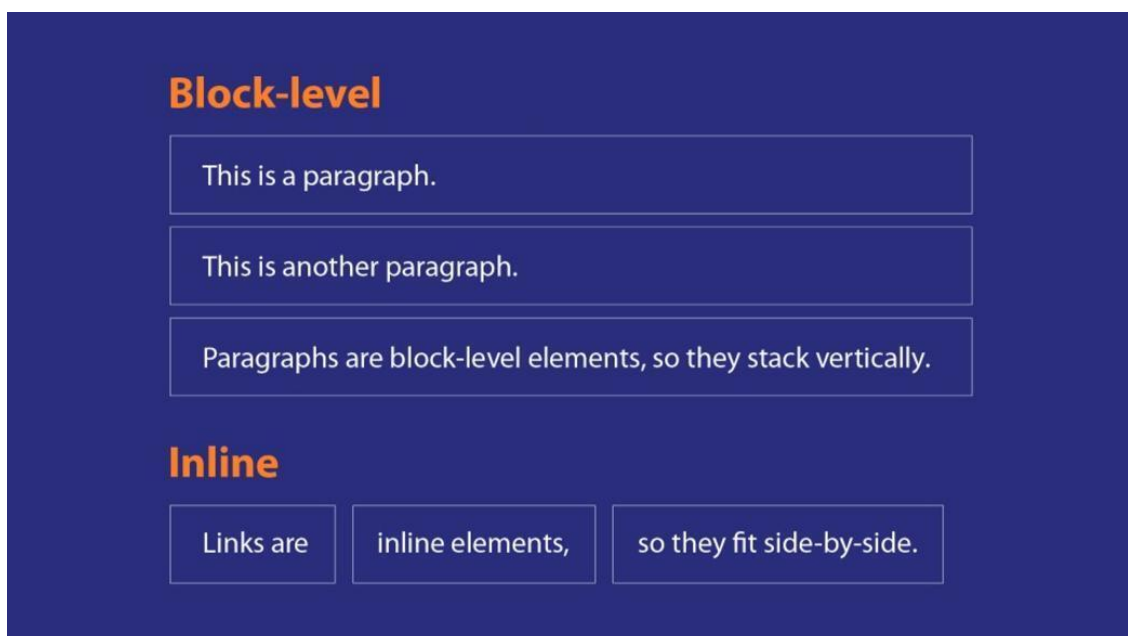 Block-level
This is a paragraph.
This is another paragraph.
Paragraphs are block-level elements, so they stack vertically.
Inline
Links are inline elements, so they fit side-by-side.